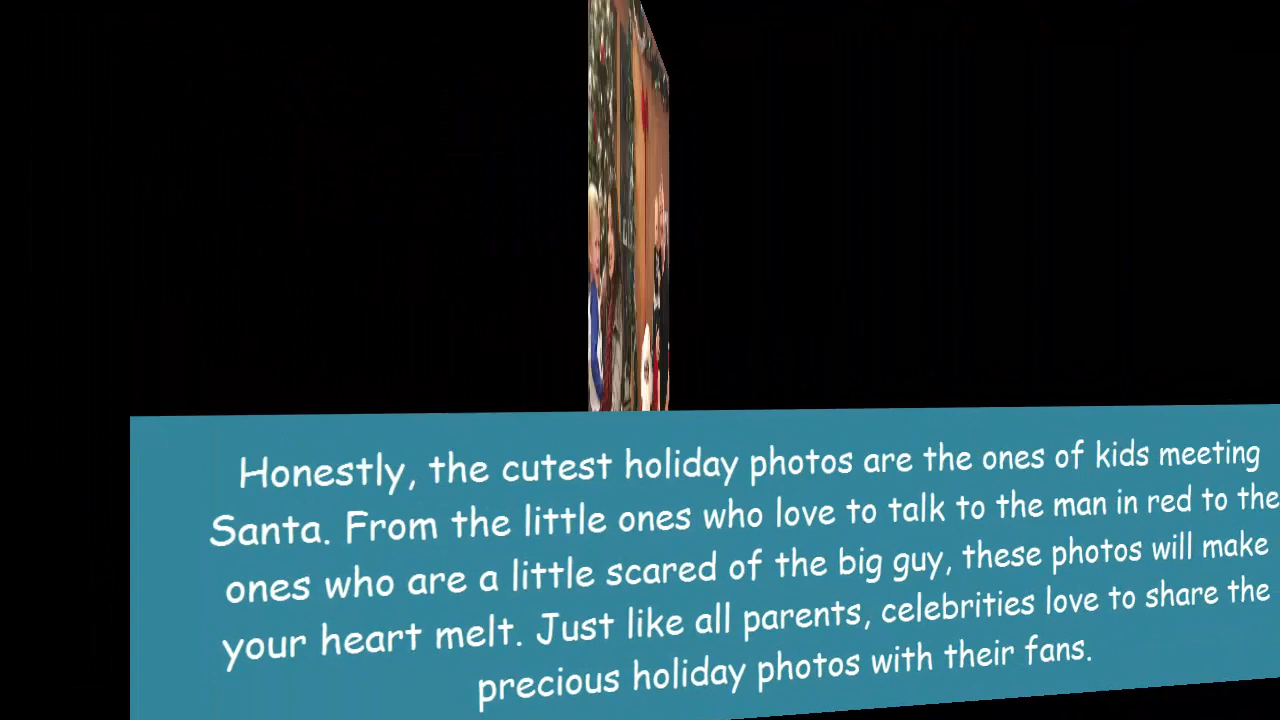 Honestly, the cutest holiday photos are the ones of kids meeting
Santa. From the little ones who love to talk to the man in red to the
ones who are a little scared of the big guy, these photos will make
your heart melt. Just like all parents, celebrities love to share the
precious holiday photos with their fans.